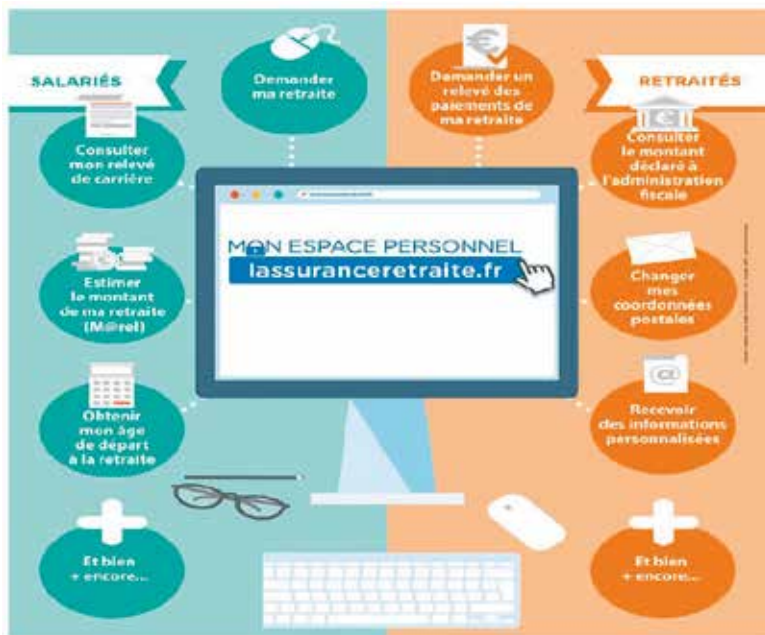 SALARIÉS
Demander
ma retraite
Consulter
mon relevé
de carrière
Estimer
le montant
de ma retraite
(M@rel)
Obtenir
mon âge
de départ
à la retraite
Et bien
+ encore...
MON ESPACE PERSONNEL
lassuranceretraite.fr
RETRAITÉS
Demander un
relevé des
paiements de
ma retraite
Consulter
le montant
déclaré à
l'administration
fiscale
Changer
mes
coordonnées
postales
@
Recevoir
des informations
personnalisées
Et bien
+ encore...